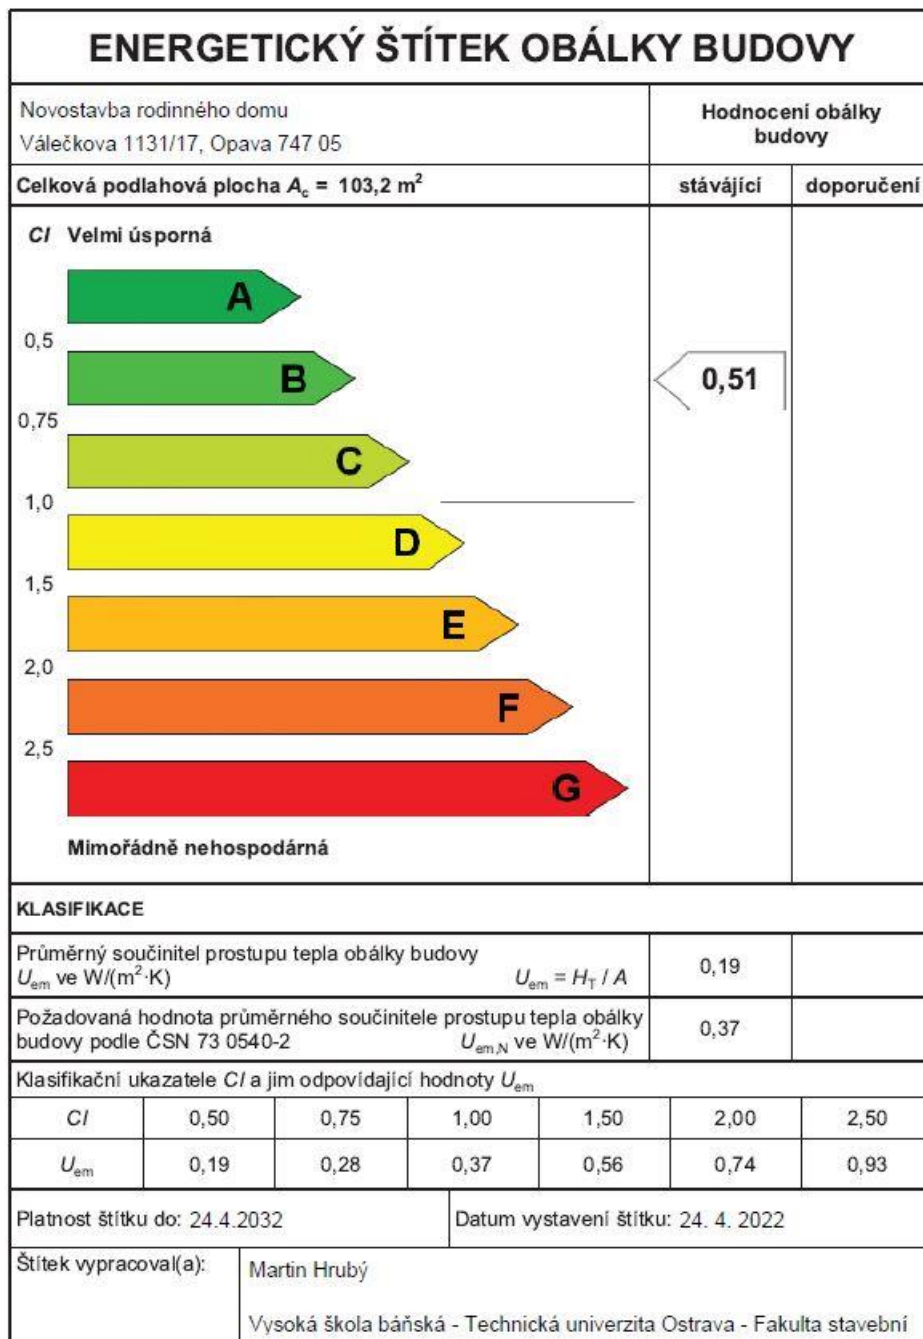 ENERGETICKÝ ŠTÍTEK OBÁLKY BUDOVY
Novostavba rodinného domu
Válečkova 1131/17, Opava 747 05
Hodnocení obálky
budovy
Celková podlahová plocha Ac = 103,2 m²
stávající
doporučení
CI Velmi úsporná
A
0,5
B
0,51
0,75
C
1,0
D
1,5
E
2,0
F
2,5
G
Mimořádně nehospodárná
KLASIFIKACE
Průměrný součinitel prostupu tepla obálky budovy
Uem ve W/(m²·K) Uem = HT / A
0,19
Požadovaná hodnota průměrného součinitele prostupu tepla obálky
budovy podle ČSN 73 0540-2 Uem,N ve W/(m²·K)
0,37
Klasifikační ukazatele CI a jim odpovídající hodnoty Uem
CI 0,50 0,75 1,00 1,50 2,00 2,50
Uem 0,19 0,28 0,37 0,56 0,74 0,93
Platnost štítku do: 24.4.2032
Datum vystavení štítku: 24. 4. 2022
Štítek vypracoval(a):
Martin Hrubý
Vysoká škola báňská - Technická univerzita Ostrava - Fakulta stavební